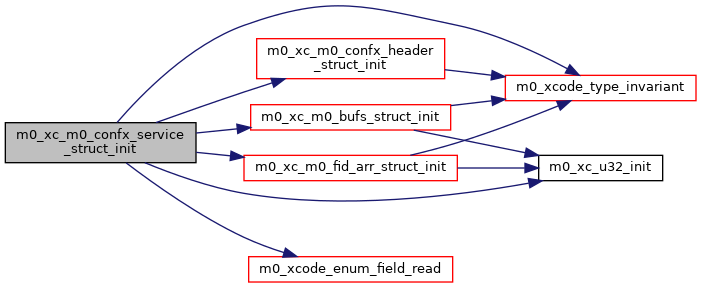 m0_xc_m0_confx_service
_struct_init
m0_xc_m0_confx_header
_struct_init
m0_xc_m0_bufs_struct_init
m0_xc_m0_fid_arr_struct_init
m0_xcode_enum_field_read
m0_xcode_type_invariant
m0_xc_u32_init